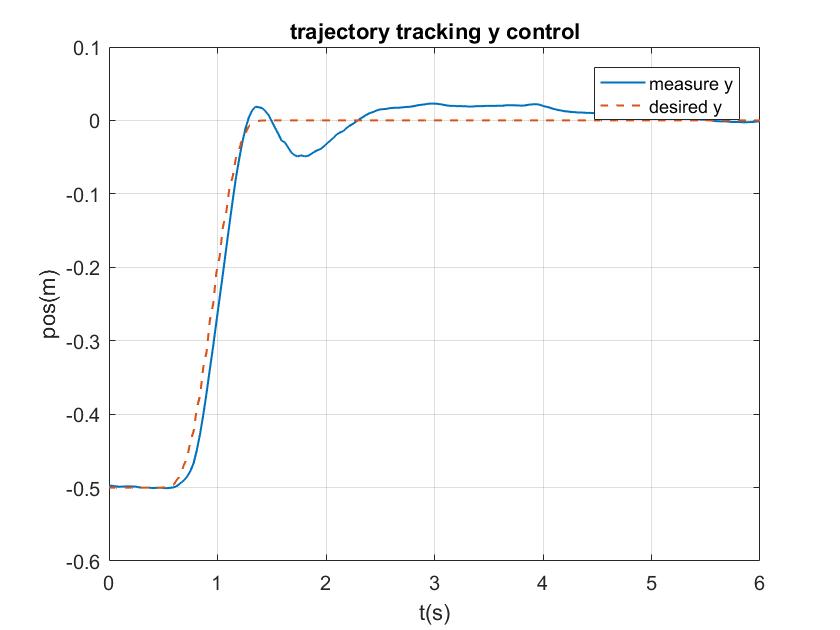 trajectory tracking y control
0.1
measure y
desired y
0
-0.1
-0.2
-0.3
-0.4
-0.5
-0.6
pos(m)
0 1 2 3 4 5 6
t(s)